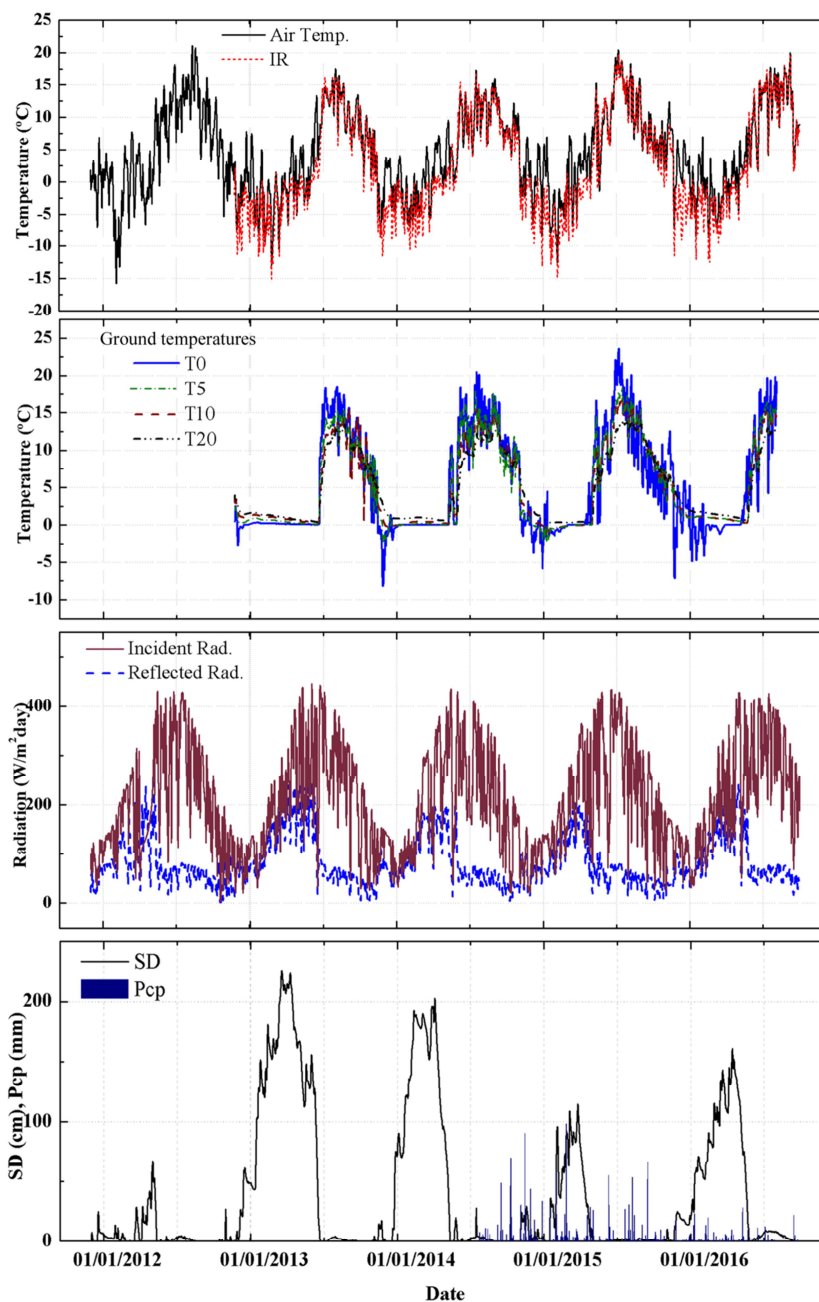 Air Temp.
IR
Temperature (°C)
25
20
15
10
5
0
-5
-10
-15
-20
Ground temperatures
T0
T5
T10
T20
Temperature (°C)
25
20
15
10
5
0
-5
-10
Incident Rad.
Reflected Rad.
Radiation (W/m²day)
400
200
0
SD
Pcp
SD (cm), Pcp (mm)
200
100
0
01/01/2012 01/01/2013 01/01/2014 01/01/2015 01/01/2016
Date